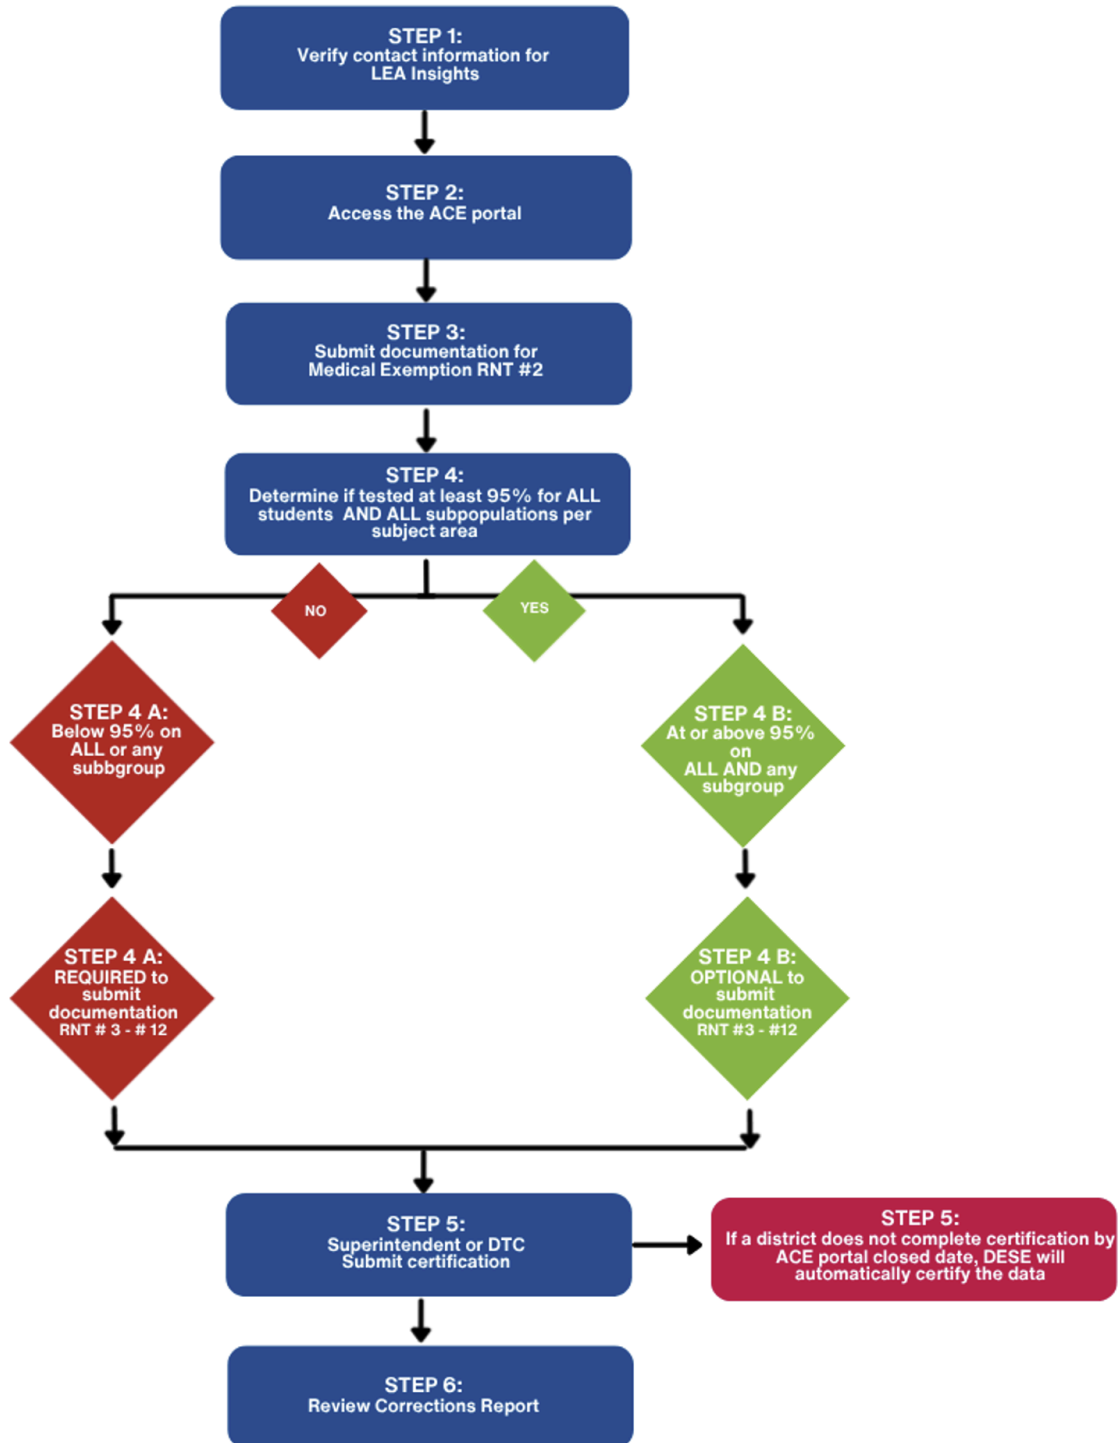 STEP 1:
Verify contact information for
LEA Insights
STEP 2:
Access the ACE portal
STEP 3:
Submit documentation for
Medical Exemption RNT #2
STEP 4:
Determine if tested at least 95% for ALL
students AND ALL subpopulations per
subject area
NO
YES
STEP 4 A:
Below 95% on
ALL or any
subbgroup
STEP 4 B:
At or above 95%
on
ALL AND any
subgroup
STEP 4 A:
REQUIRED to
submit
documentation
RNT # 3 - # 12
STEP 4 B:
OPTIONAL to
submit
documentation
RNT #3 - #12
STEP 5:
Superintendent or DTC
Submit certification
STEP 5:
If a district does not complete certification by
ACE portal closed date, DESE will
automatically certify the data
STEP 6:
Review Corrections Report